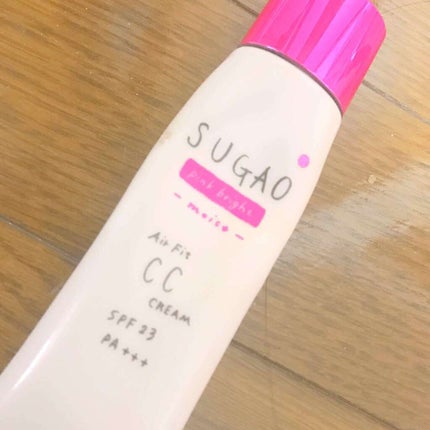 SUGAO
pink bright
- moist -
Air Fit
CC
CREAM
SPF 23
PA+++